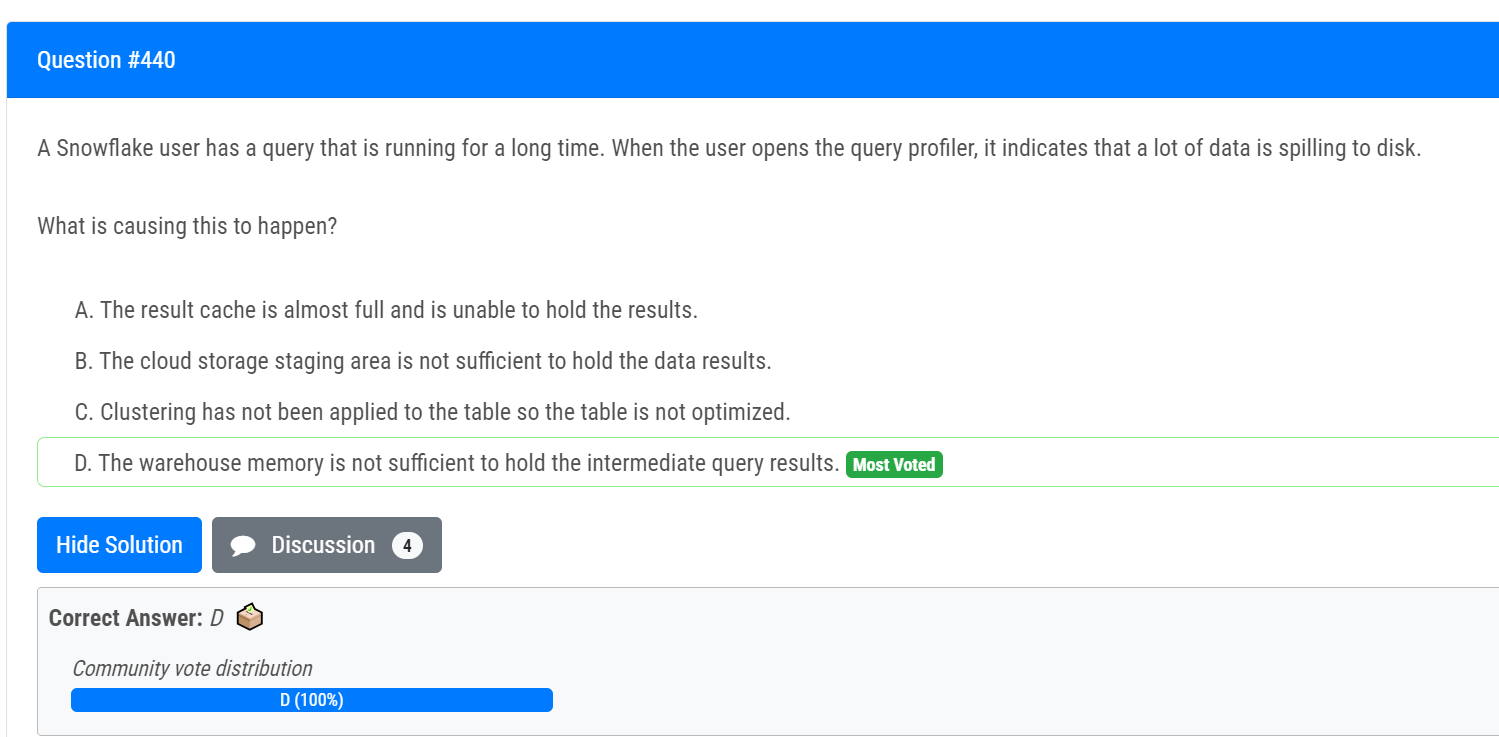 Question #440
A Snowflake user has a query that is running for a long time. When the user opens the query profiler, it indicates that a lot of data is spilling to disk.
What is causing this to happen?
A. The result cache is almost full and is unable to hold the results.
B. The cloud storage staging area is not sufficient to hold the data results.
C. Clustering has not been applied to the table so the table is not optimized.
D. The warehouse memory is not sufficient to hold the intermediate query results. Most Voted
Hide Solution Discussion 4
Correct Answer: D
Community vote distribution
D (100%)